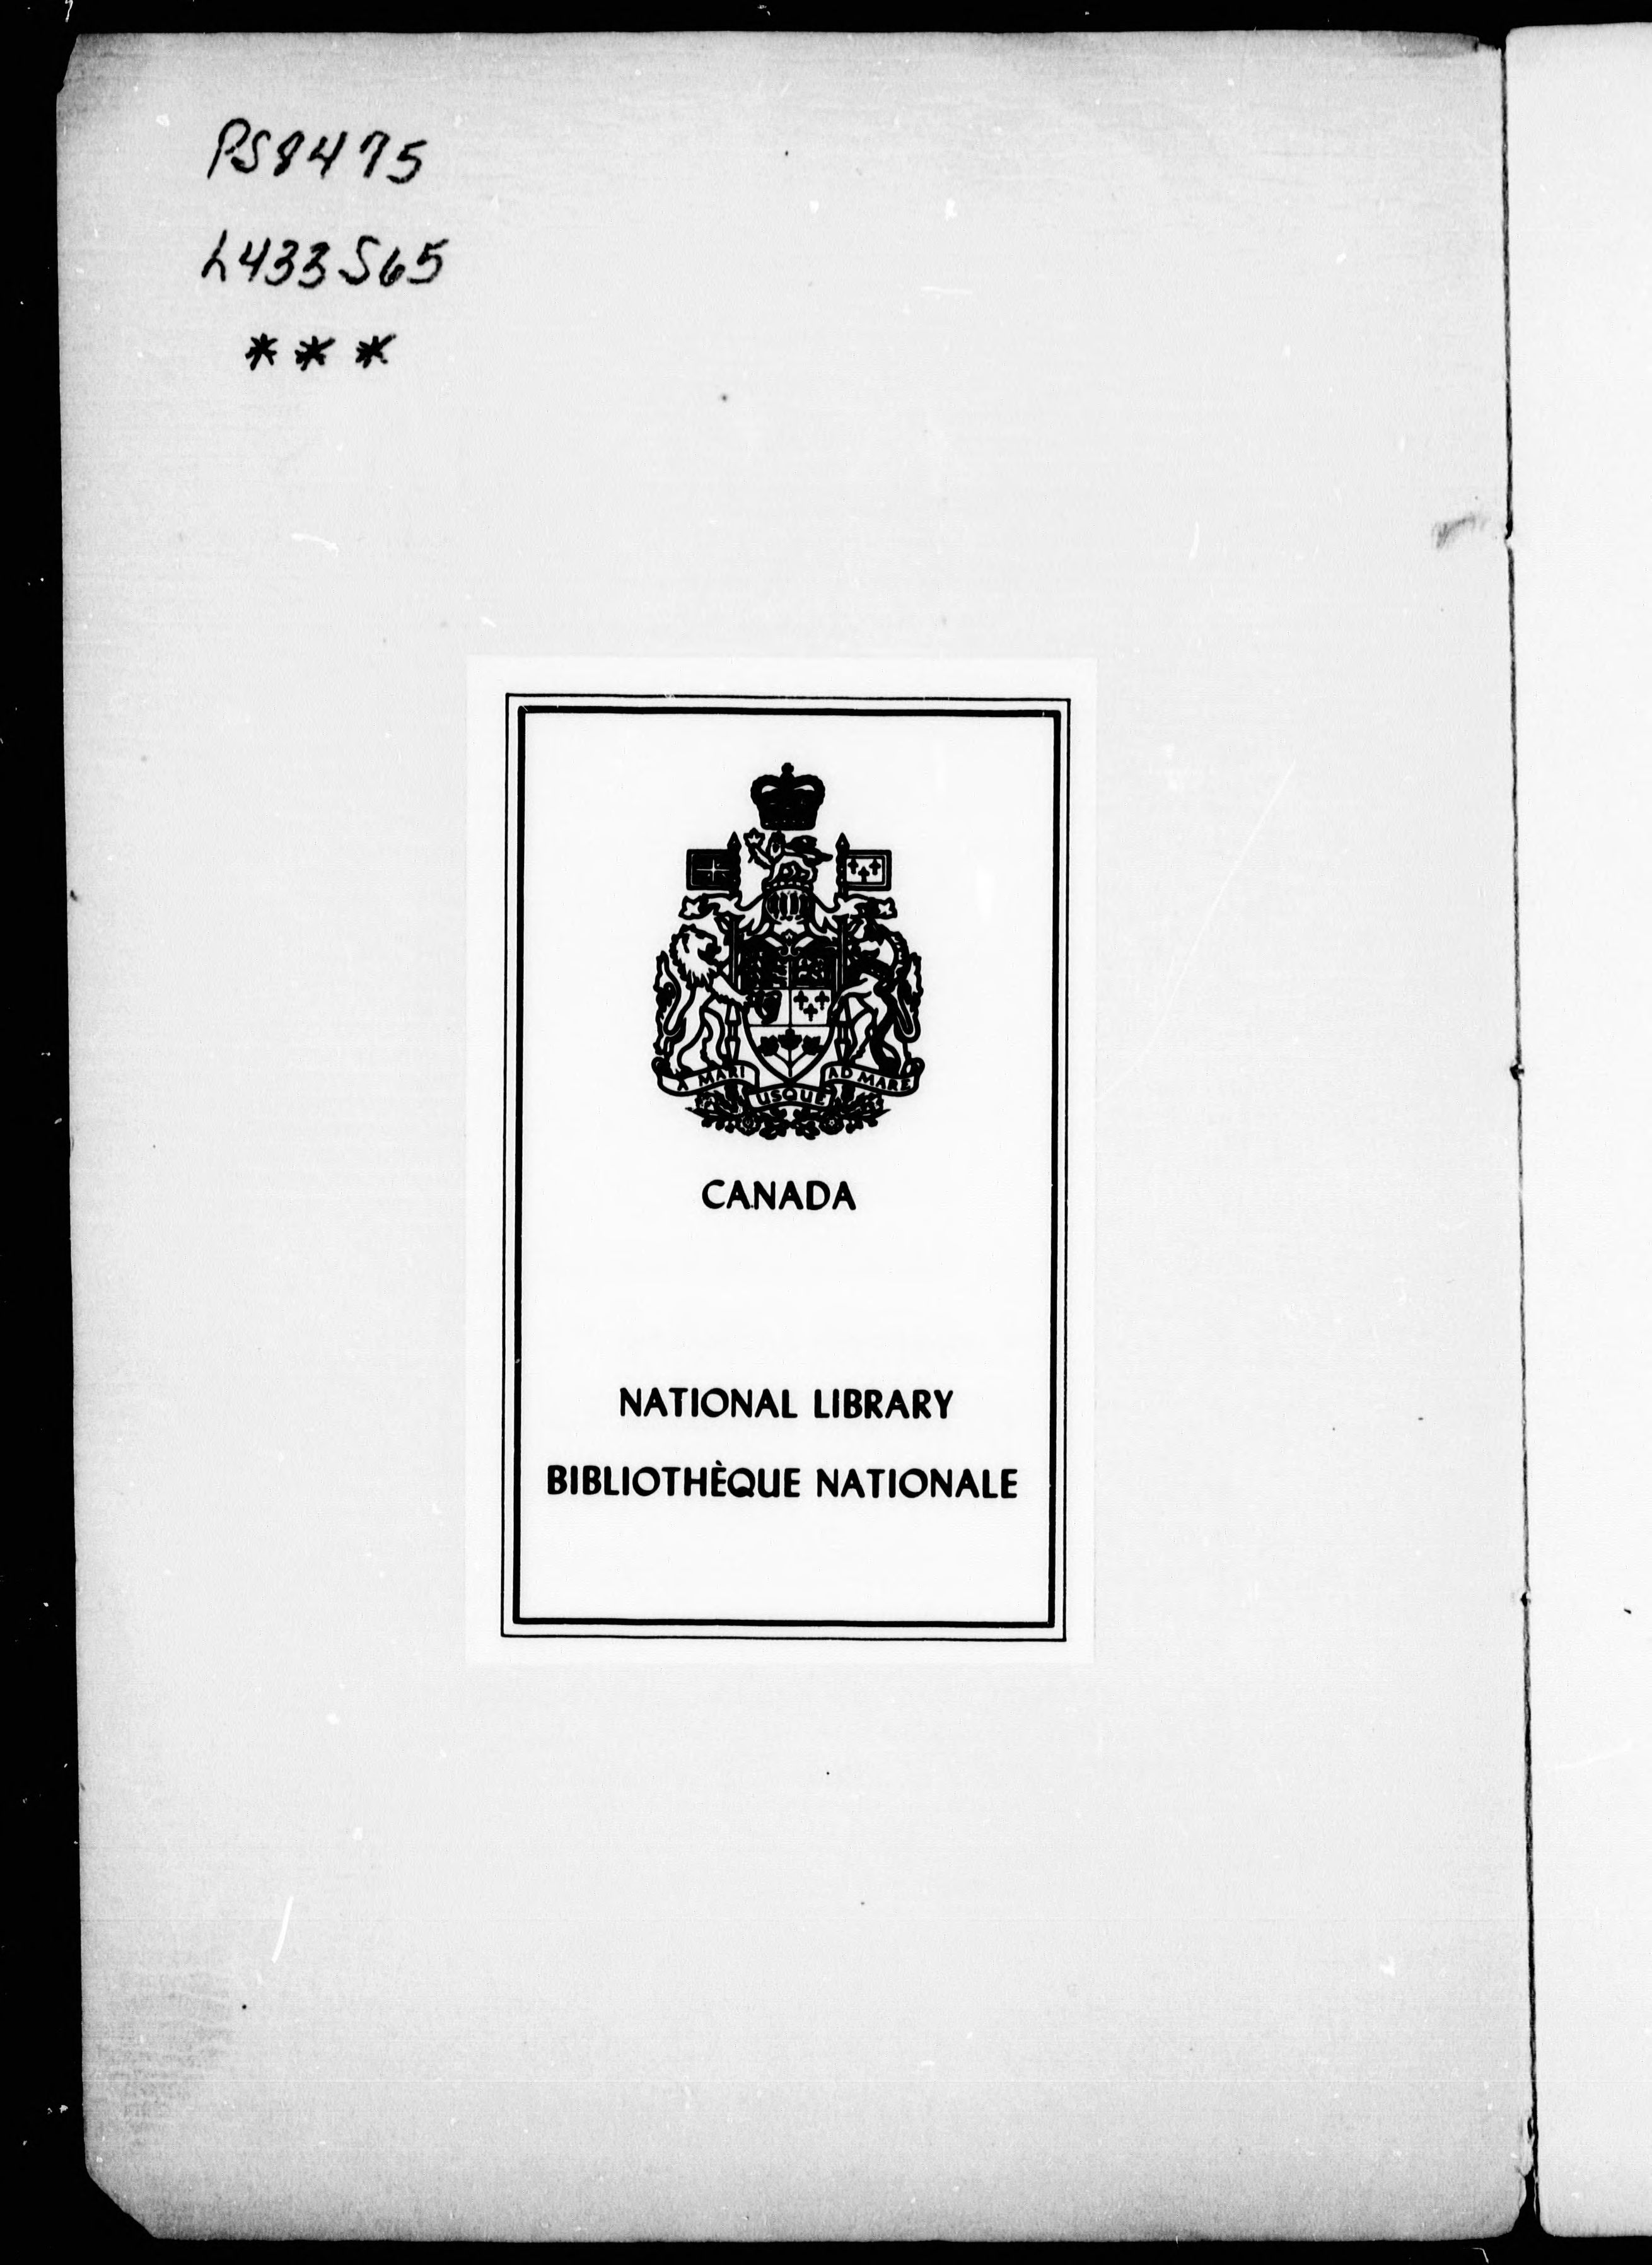 PS8475
L433S65
* * *
A MARI USQUE AD MARE
CANADA
NATIONAL LIBRARY
BIBLIOTHÈQUE NATIONALE